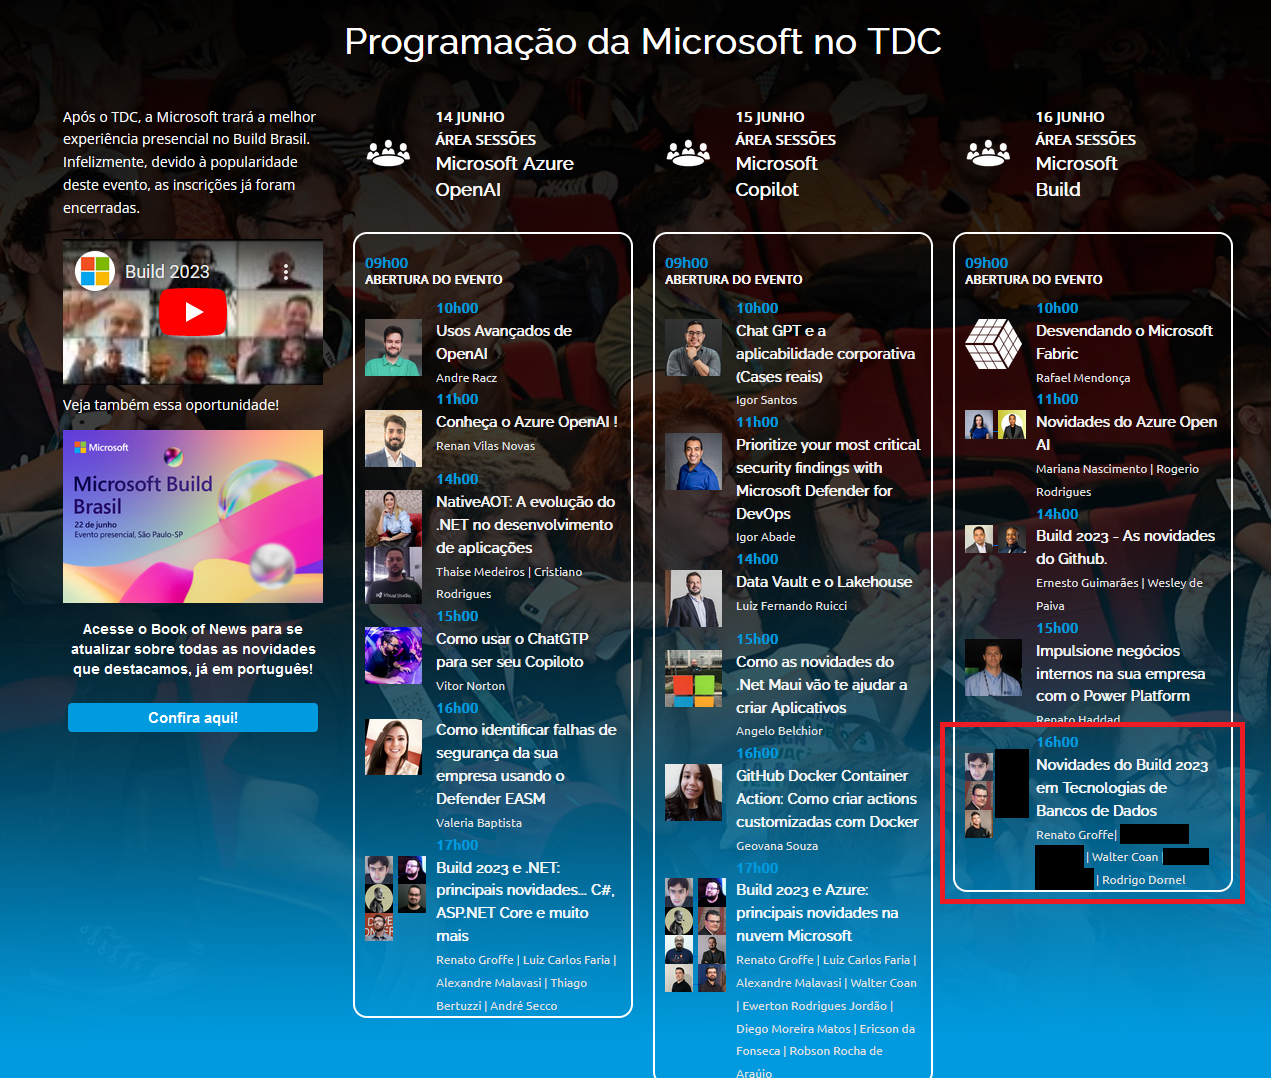 Programação da Microsoft no TDC
Após o TDC, a Microsoft trará a melhor
experiência presencial no Build Brasil.
Infelizmente, devido à popularidade
deste evento, as inscrições já foram
encerradas.
Build 2023
Veja também essa oportunidade!
Microsoft
Microsoft Build
Brasil
22 de junho
Evento presencial, São Paulo-SP
Acesse o Book of News para se
atualizar sobre todas as novidades
que destacamos, já em português!
Confira aqui!
14 JUNHO
ÁREA SESSÕES
Microsoft Azure
OpenAI
09h00
ABERTURA DO EVENTO
10h00
Usos Avançados de
OpenAI
Andre Racz
11h00
Conheça o Azure OpenAI !
Renan Vilas Novas
14h00
NativeAOT: A evolução do
.NET no desenvolvimento
de aplicações
Thaise Medeiros | Cristiano
Rodrigues
Visual Studio
15h00
Como usar o ChatGTP
para ser seu Copiloto
Vitor Norton
16h00
Como identificar falhas de
segurança da sua
empresa usando o
Defender EASM
Valeria Baptista
17h00
Build 2023 e .NET:
principais novidades... C#,
ASP.NET Core e muito
mais
Renato Groffe | Luiz Carlos Faria |
Alexandre Malavasi | Thiago
Bertuzzi | André Secco
15 JUNHO
ÁREA SESSÕES
Microsoft
Copilot
09h00
ABERTURA DO EVENTO
10h00
Chat GPT e a
aplicabilidade corporativa
(Cases reais)
Igor Santos
11h00
Prioritize your most critical
security findings with
Microsoft Defender for
DevOps
Igor Abade
14h00
Data Vault e o Lakehouse
Luiz Fernando Ruicci
15h00
Como as novidades do
.Net Maui vão te ajudar a
criar Aplicativos
Angelo Belchior
16h00
GitHub Docker Container
Action: Como criar actions
customizadas com Docker
Geovana Souza
17h00
Build 2023 e Azure:
principais novidades na
nuvem Microsoft
Renato Groffe | Luiz Carlos Faria |
Alexandre Malavasi | Walter Coan
| Ewerton Rodrigues Jordão |
Diego Moreira Matos | Ericson da
Fonseca | Robson Rocha de
Araújo
16 JUNHO
ÁREA SESSÕES
Microsoft
Build
09h00
ABERTURA DO EVENTO
10h00
Desvendando o Microsoft
Fabric
Rafael Mendonça
11h00
Novidades do Azure Open
AI
Mariana Nascimento | Rogerio
Rodrigues
14h00
Build 2023 - As novidades
do Github.
Ernesto Guimarães | Wesley de
Paiva
15h00
Impulsione negócios
internos na sua empresa
com o Power Platform
Renato Haddad
16h00
Novidades do Build 2023
em Tecnologias de
Bancos de Dados
Renato Groffe|
| Walter Coan |
| Rodrigo Dornel